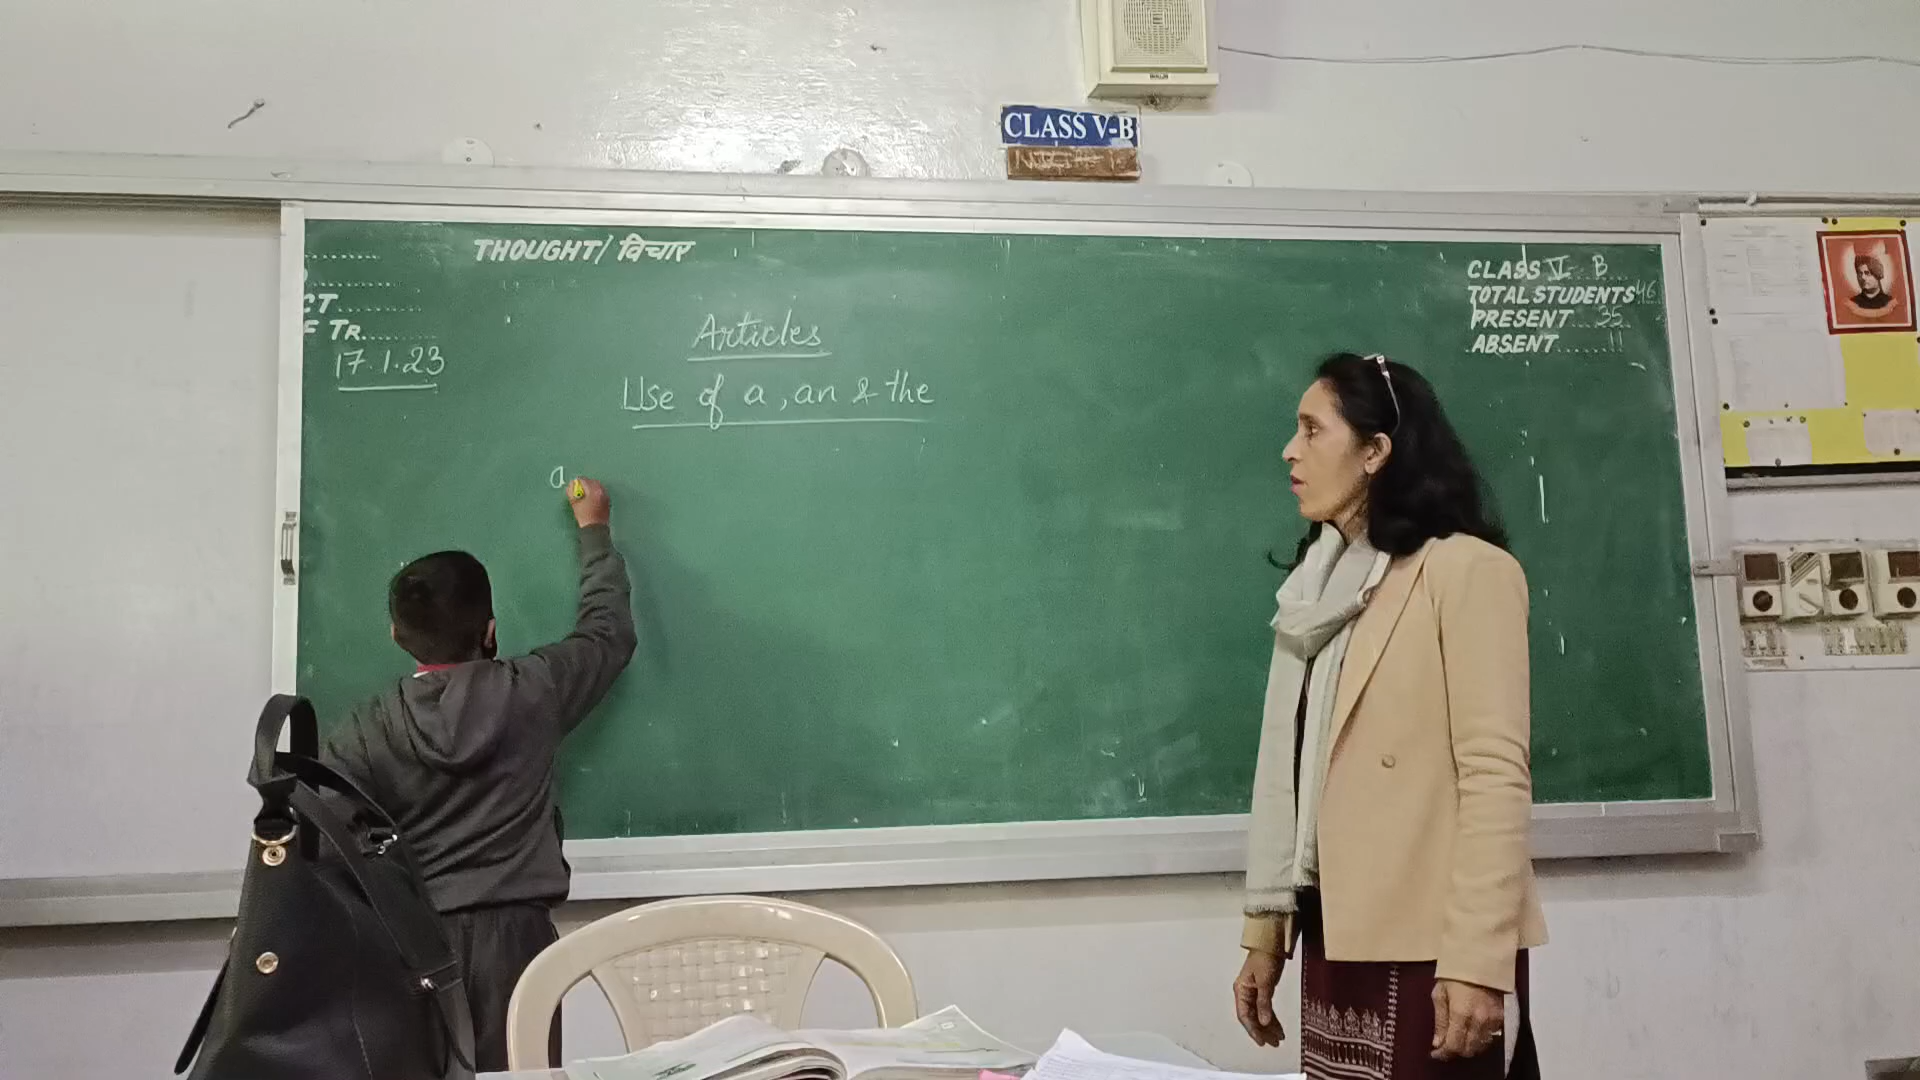 CLASS V-B
THOUGHT/ विचार
CT
F TR.
17.1.23
Articles
Use of a, an & the
a
CLASS V B
TOTAL STUDENTS 46
PRESENT 35
ABSENT 11